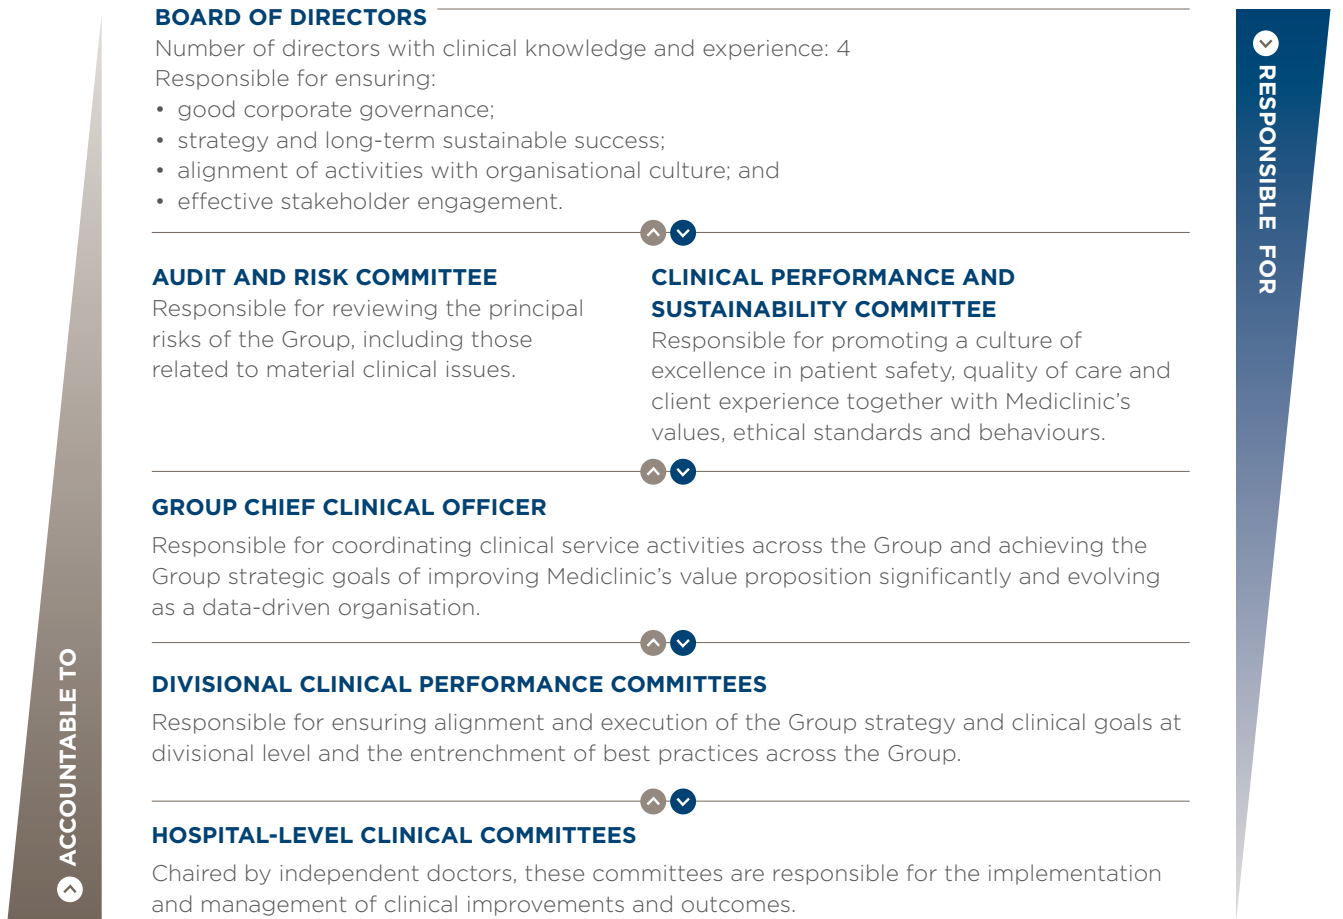 BOARD OF DIRECTORS
Number of directors with clinical knowledge and experience: 4
Responsible for ensuring:
• good corporate governance;
• strategy and long-term sustainable success;
• alignment of activities with organisational culture; and
• effective stakeholder engagement.
AUDIT AND RISK COMMITTEE
Responsible for reviewing the principal
risks of the Group, including those
related to material clinical issues.
CLINICAL PERFORMANCE AND
SUSTAINABILITY COMMITTEE
Responsible for promoting a culture of
excellence in patient safety, quality of care and
client experience together with Mediclinic’s
values, ethical standards and behaviours.
GROUP CHIEF CLINICAL OFFICER
Responsible for coordinating clinical service activities across the Group and achieving the
Group strategic goals of improving Mediclinic’s value proposition significantly and evolving
as a data-driven organisation.
DIVISIONAL CLINICAL PERFORMANCE COMMITTEES
Responsible for ensuring alignment and execution of the Group strategy and clinical goals at
divisional level and the entrenchment of best practices across the Group.
HOSPITAL-LEVEL CLINICAL COMMITTEES
Chaired by independent doctors, these committees are responsible for the implementation
and management of clinical improvements and outcomes.
ACCOUNTABLE TO
RESPONSIBLE FOR